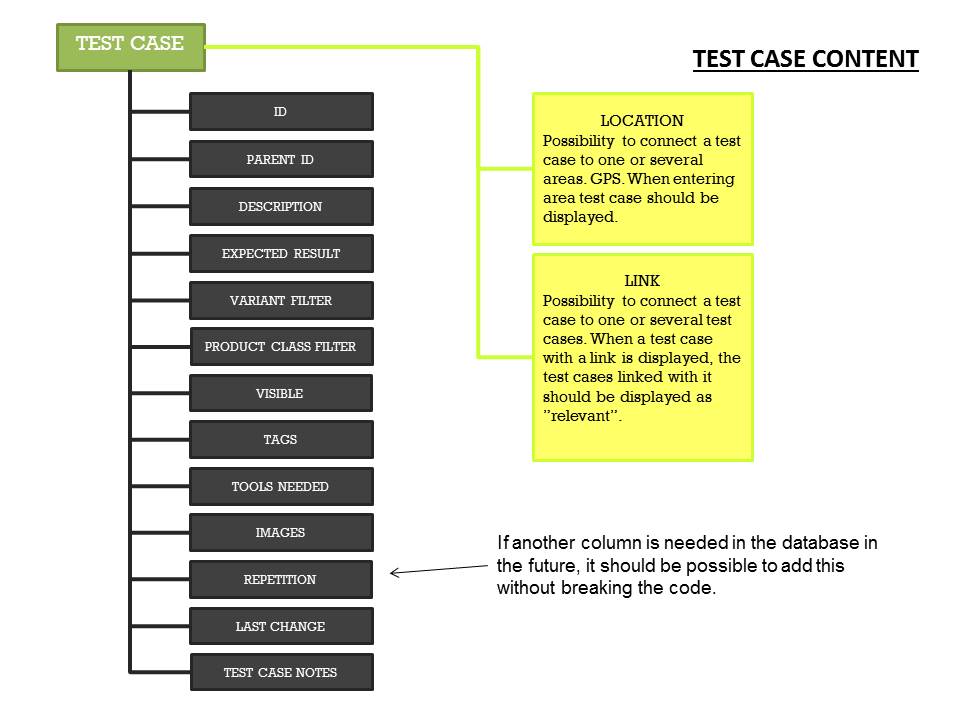 TEST CASE
TEST CASE CONTENT
ID
PARENT ID
DESCRIPTION
EXPECTED RESULT
VARIANT FILTER
PRODUCT CLASS FILTER
VISIBLE
TAGS
TOOLS NEEDED
IMAGES
REPETITION
LAST CHANGE
TEST CASE NOTES
LOCATION
Possibility to connect a test
case to one or several
areas. GPS. When entering
area test case should be
displayed.
LINK
Possibility to connect a test
case to one or several test
cases. When a test case
with a link is displayed, the
test cases linked with it
should be displayed as
”relevant”.
If another column is needed in the database in
the future, it should be possible to add this
without breaking the code.